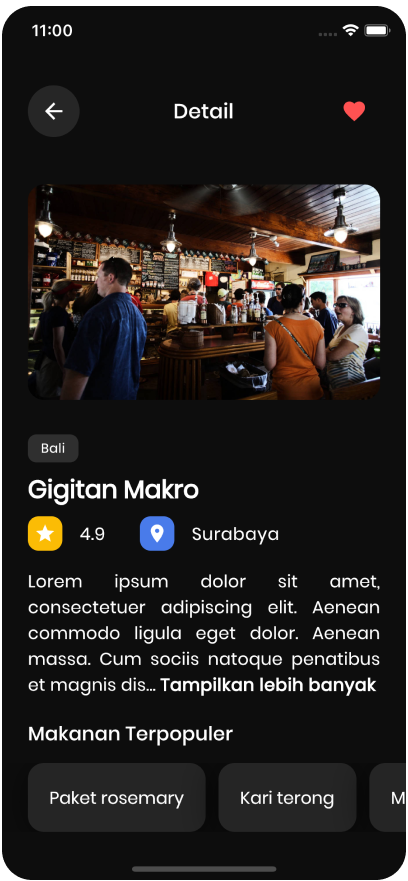 11:00
Detail
Bali
Gigitan Makro
4.9 Surabaya
Lorem ipsum dolor sit amet,
consectetuer adipiscing elit. Aenean
commodo ligula eget dolor. Aenean
massa. Cum sociis natoque penatibus
et magnis dis... Tampilkan lebih banyak
Makanan Terpopuler
Paket rosemary Kari terong M